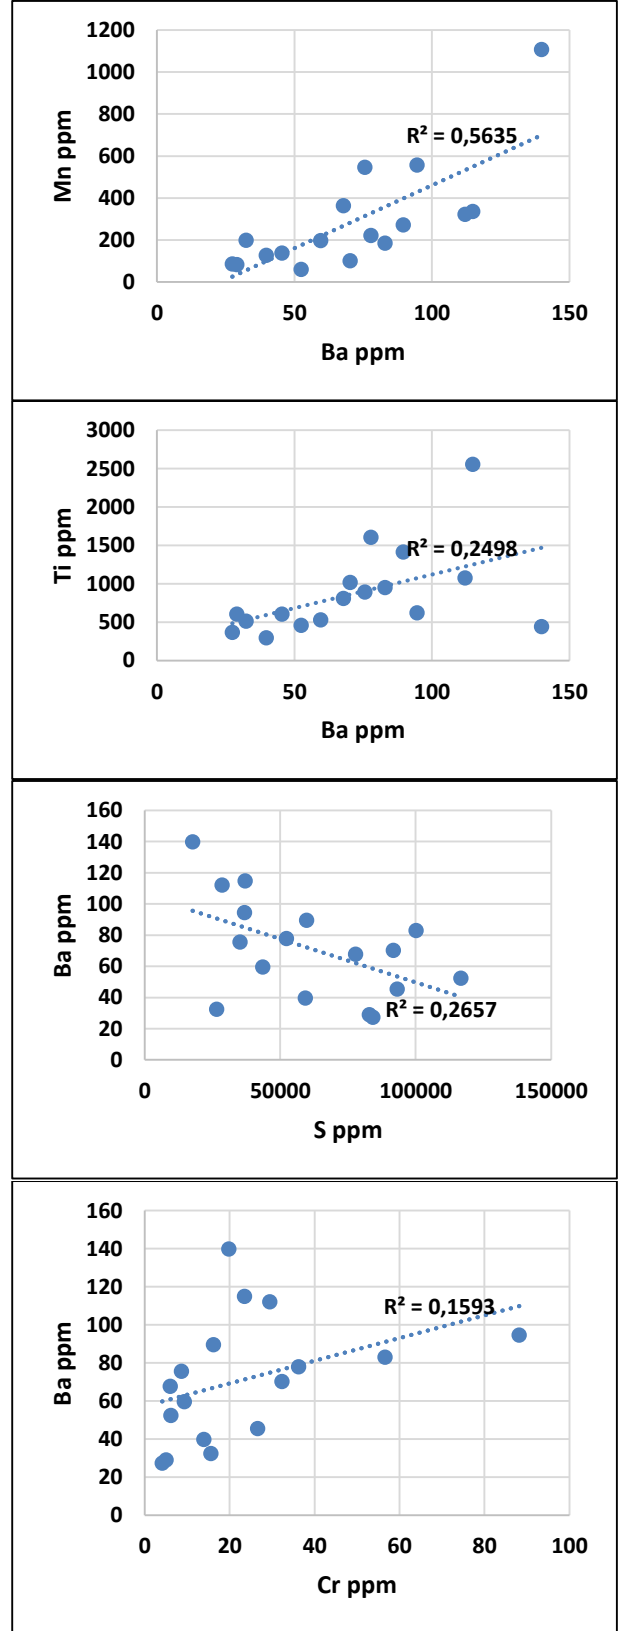 1200
1000
800
600
400
200
0
Mn ppm
R² = 0,5635
0 50 100 150
Ba ppm
3000
2500
2000
1500
1000
500
0
Ti ppm
R² = 0,2498
0 50 100 150
Ba ppm
160
140
120
100
80
60
40
20
0
Ba ppm
R² = 0,2657
0 50000 100000 150000
S ppm
160
140
120
100
80
60
40
20
0
Ba ppm
R² = 0,1593
0 20 40 60 80 100
Cr ppm